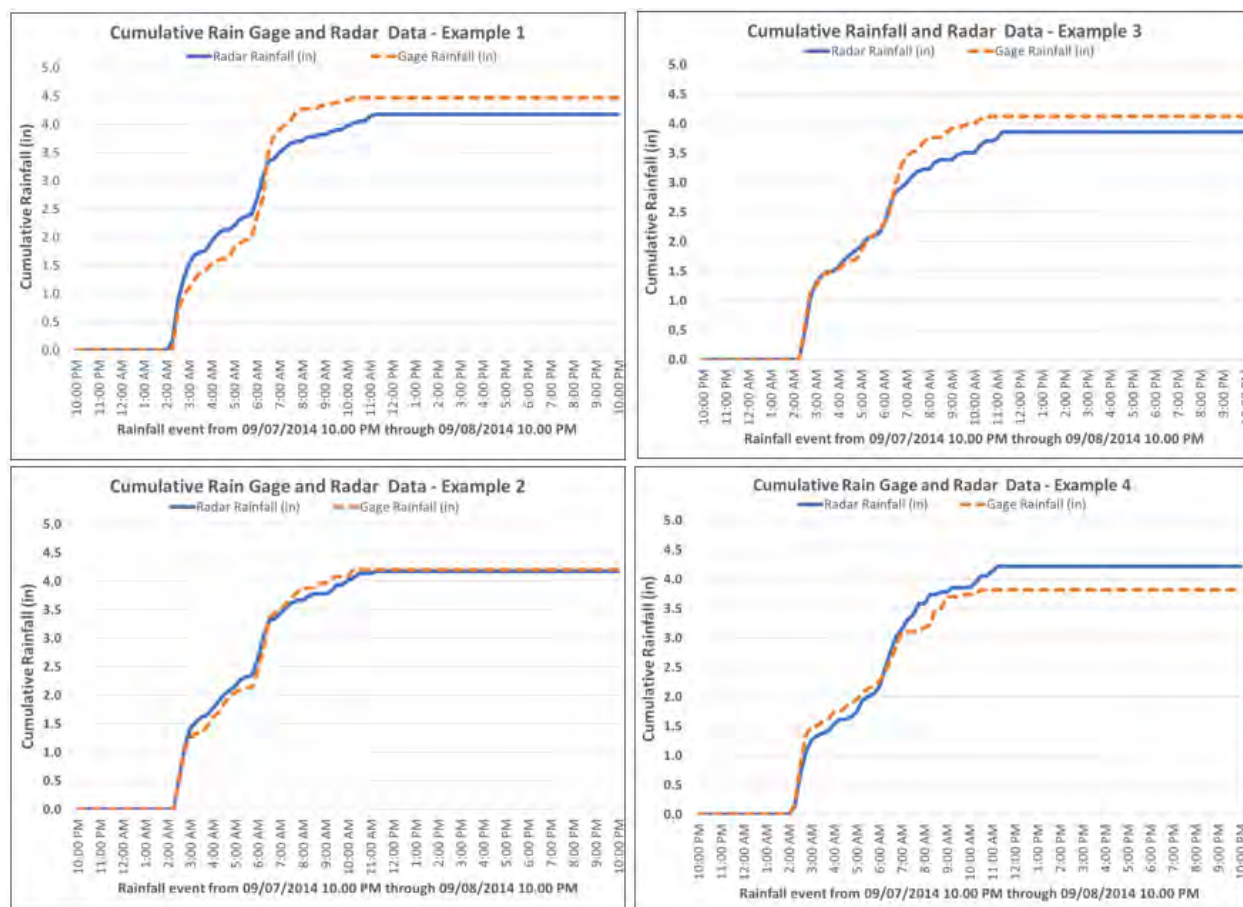 Cumulative Rain Gage and Radar Data - Example 1
Radar Rainfall (in) Gage Rainfall (in)
Cumulative Rainfall (in)
5.0
4.5
4.0
3.5
3.0
2.5
2.0
1.5
1.0
0.5
0.0
10:00 PM 11:00 PM 12:00 AM 1:00 AM 2:00 AM 3:00 AM 4:00 AM 5:00 AM 6:00 AM 7:00 AM 8:00 AM 9:00 AM 10:00 AM 11:00 AM 12:00 PM 1:00 PM 2:00 PM 3:00 PM 4:00 PM 5:00 PM 6:00 PM 7:00 PM 8:00 PM 9:00 PM 10:00 PM
Rainfall event from 09/07/2014 10.00 PM through 09/08/2014 10.00 PM
Cumulative Rainfall and Radar Data - Example 3
Radar Rainfall (in) Gage Rainfall (in)
Cumulative Rainfall (in)
5.0
4.5
4.0
3.5
3.0
2.5
2.0
1.5
1.0
0.5
0.0
10:00 PM 11:00 PM 12:00 AM 1:00 AM 2:00 AM 3:00 AM 4:00 AM 5:00 AM 6:00 AM 7:00 AM 8:00 AM 9:00 AM 10:00 AM 11:00 AM 12:00 PM 1:00 PM 2:00 PM 3:00 PM 4:00 PM 5:00 PM 6:00 PM 7:00 PM 8:00 PM 9:00 PM
Rainfall event from 09/07/2014 10.00 PM through 09/08/2014 10.00 PM
Cumulative Rain Gage and Radar Data - Example 2
Radar Rainfall (in) Gage Rainfall (in)
Cumulative Rainfall (in)
5.0
4.5
4.0
3.5
3.0
2.5
2.0
1.5
1.0
0.5
0.0
10:00 PM 11:00 PM 12:00 AM 1:00 AM 2:00 AM 3:00 AM 4:00 AM 5:00 AM 6:00 AM 7:00 AM 8:00 AM 9:00 AM 10:00 AM 11:00 AM 12:00 PM 1:00 PM 2:00 PM 3:00 PM 4:00 PM 5:00 PM 6:00 PM 7:00 PM 8:00 PM 9:00 PM 10:00 PM
Rainfall event from 09/07/2014 10.00 PM through 09/08/2014 10.00 PM
Cumulative Rain Gage and Radar Data - Example 4
Radar Rainfall (in) Gage Rainfall (in)
Cumulative Rainfall (in)
5.0
4.5
4.0
3.5
3.0
2.5
2.0
1.5
1.0
0.5
0.0
10:00 PM 11:00 PM 12:00 AM 1:00 AM 2:00 AM 3:00 AM 4:00 AM 5:00 AM 6:00 AM 7:00 AM 8:00 AM 9:00 AM 10:00 AM 11:00 AM 12:00 PM 1:00 PM 2:00 PM 3:00 PM 4:00 PM 5:00 PM 6:00 PM 7:00 PM 8:00 PM 9:00 PM 10:00 PM
Rainfall event from 09/07/2014 10.00 PM through 09/08/2014 10.00 PM